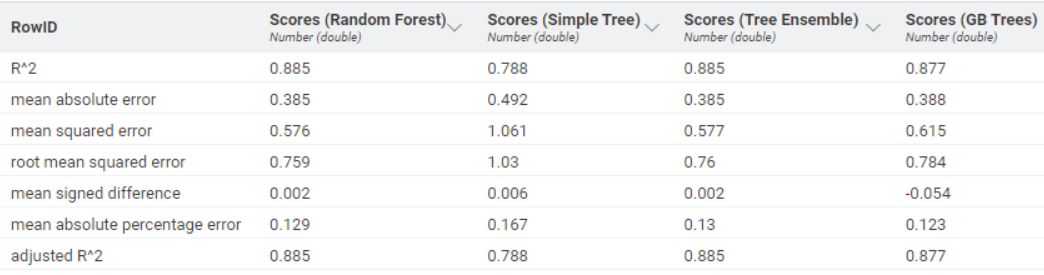 RowID Scores (Random Forest) Scores (Simple Tree) Scores (Tree Ensemble) Scores (GB Trees)
Number (double) Number (double) Number (double) Number (double)
R^2 0.885 0.788 0.885 0.877
mean absolute error 0.385 0.492 0.385 0.388
mean squared error 0.576 1.061 0.577 0.615
root mean squared error 0.759 1.03 0.76 0.784
mean signed difference 0.002 0.006 0.002 -0.054
mean absolute percentage error 0.129 0.167 0.13 0.123
adjusted R^2 0.885 0.788 0.885 0.877